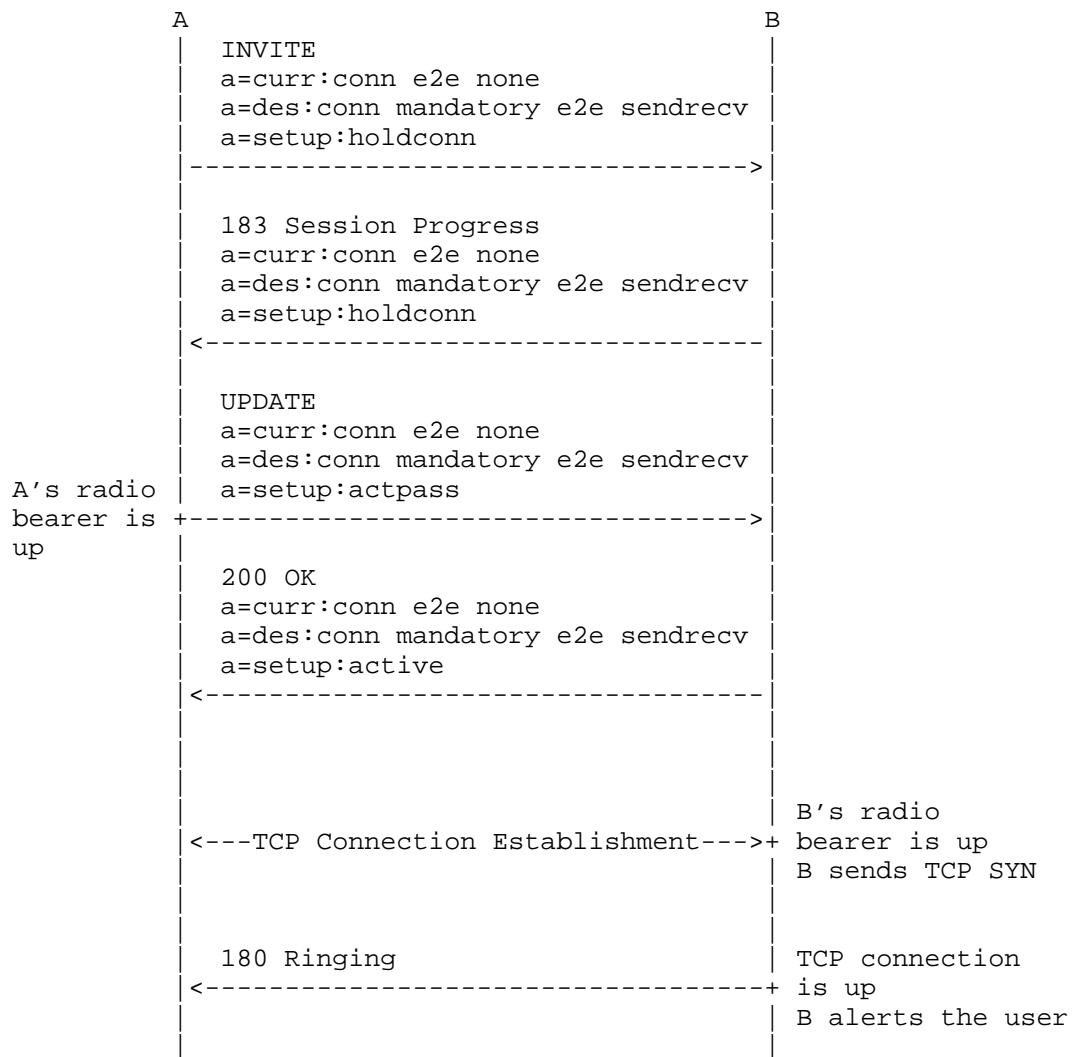 A B
INVITE
a=curr:conn e2e none
a=des:conn mandatory e2e sendrecv
a=setup:holdconn
183 Session Progress
a=curr:conn e2e none
a=des:conn mandatory e2e sendrecv
a=setup:holdconn
UPDATE
a=curr:conn e2e none
a=des:conn mandatory e2e sendrecv
A's radio a=setup:actpass
bearer is
up
200 OK
a=curr:conn e2e none
a=des:conn mandatory e2e sendrecv
a=setup:active
B's radio
<---TCP Connection Establishment--->+ bearer is up
B sends TCP SYN
180 Ringing TCP connection
is up
B alerts the user